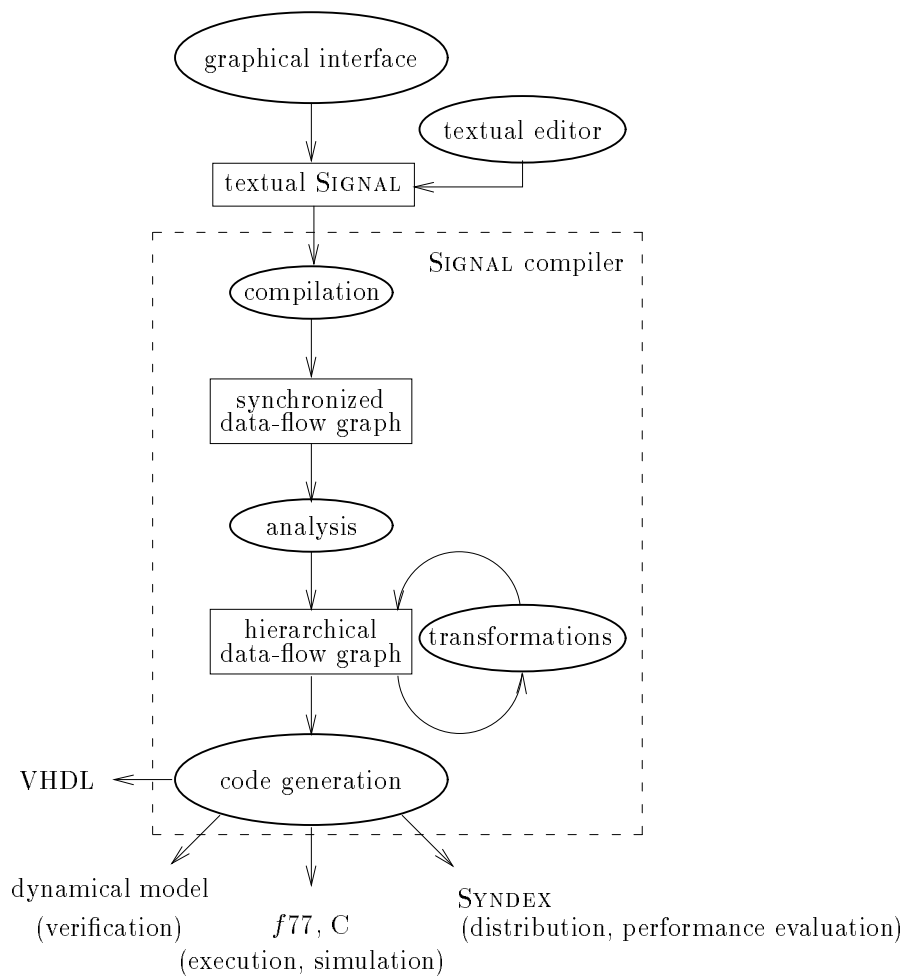 graphical interface
textual editor
textual SIGNAL
SIGNAL compiler
compilation
synchronized
data-flow graph
analysis
hierarchical
data-flow graph
transformations
code generation
VHDL
dynamical model
(verification)
f77, C
(execution, simulation)
SYNDEX
(distribution, performance evaluation)